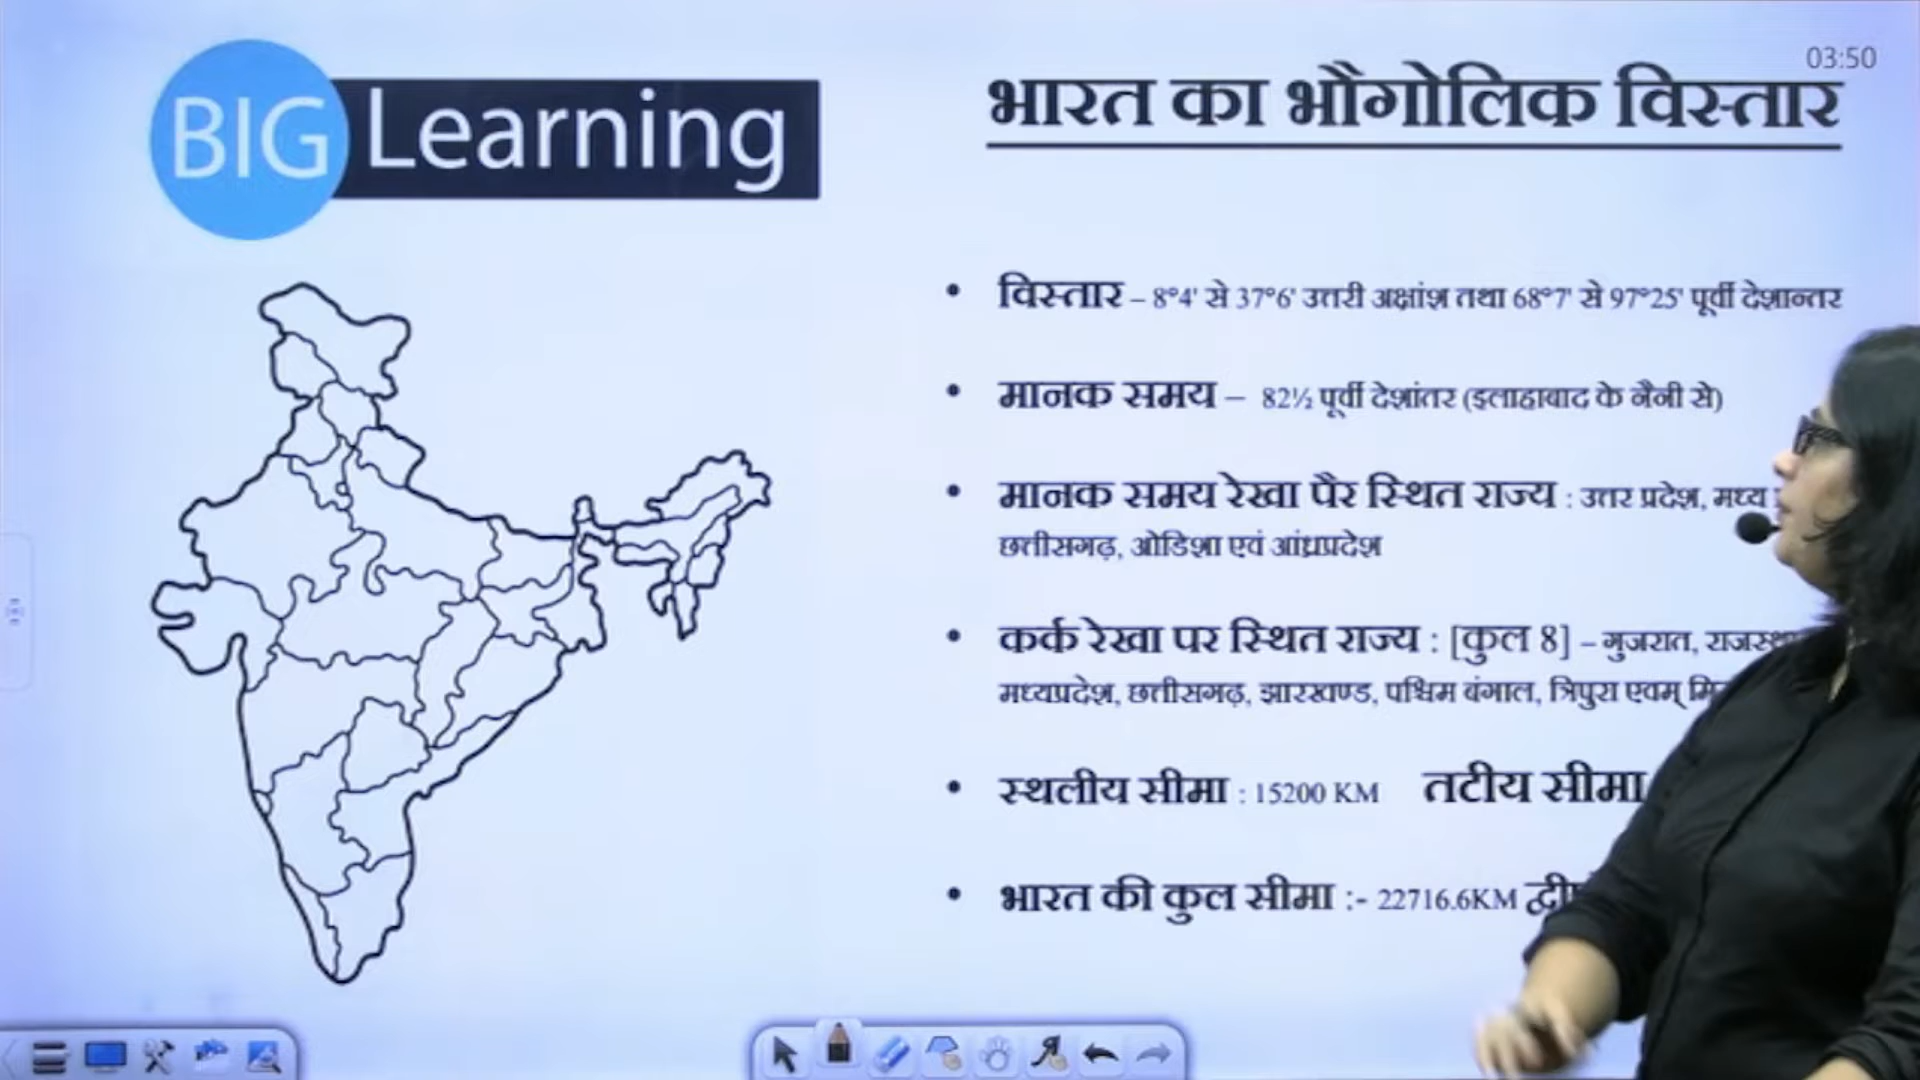 BIG Learning
03:50
भारत का भौगोलिक विस्तार
• विस्तार – 8°4' से 37°6' उत्तरी अक्षांश तथा 68°7' से 97°25' पूर्वी देशान्तर
• मानक समय – 82½ पूर्वी देशांतर (इलाहाबाद के नैनी से)
• मानक समय रेखा पैर स्थित राज्य : उत्तर प्रदेश, मध्य
छत्तीसगढ़, ओडिशा एवं आंध्रप्रदेश
• कर्क रेखा पर स्थित राज्य : [कुल 8] – गुजरात,
मध्यप्रदेश, छत्तीसगढ़, झारखण्ड, पश्चिम बंगाल, त्रिपुरा एवम्
• स्थलीय सीमा : 15200 KM तटीय सीमा
• भारत की कुल सीमा :- 22716.6KM